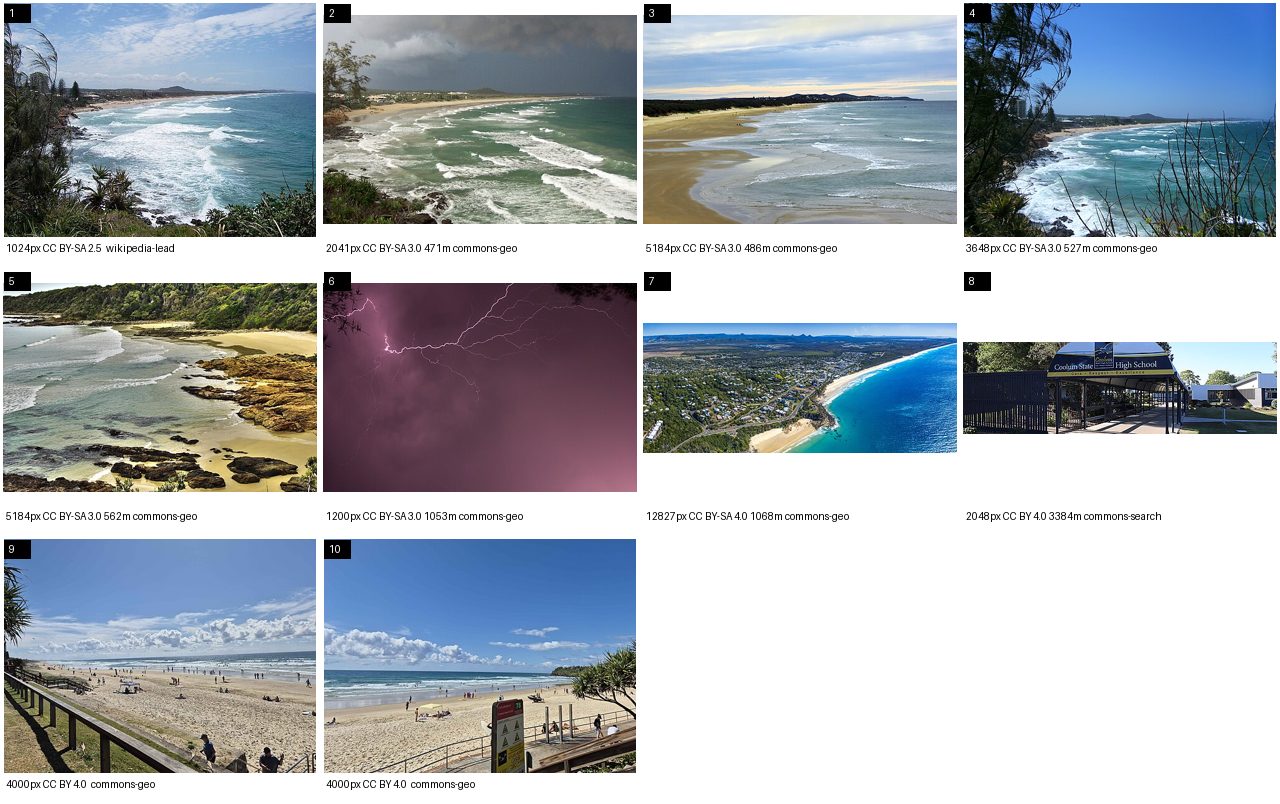 1
2
3
4
1024px CC BY-SA 2.5 wikipedia-lead
2041px CC BY-SA 3.0 471m commons-geo
5184px CC BY-SA 3.0 486m commons-geo
3648px CC BY-SA 3.0 527m commons-geo
5
6
7
8
Coolum State High School
5184px CC BY-SA 3.0 562m commons-geo
1200px CC BY-SA 3.0 1053m commons-geo
12827px CC BY-SA 4.0 1068m commons-geo
2048px CC BY 4.0 3384m commons-search
9
10
4000px CC BY 4.0 commons-geo
4000px CC BY 4.0 commons-geo